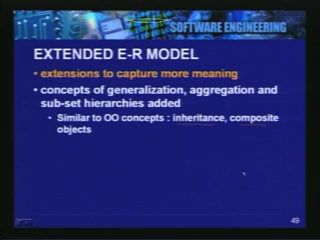 SOFTWARE ENGINEERING
EXTENDED E-R MODEL
• extensions to capture more meaning
• concepts of generalization, aggregation and
sub-set hierarchies added
• Similar to OO concepts : inheritance, composite
objects
49